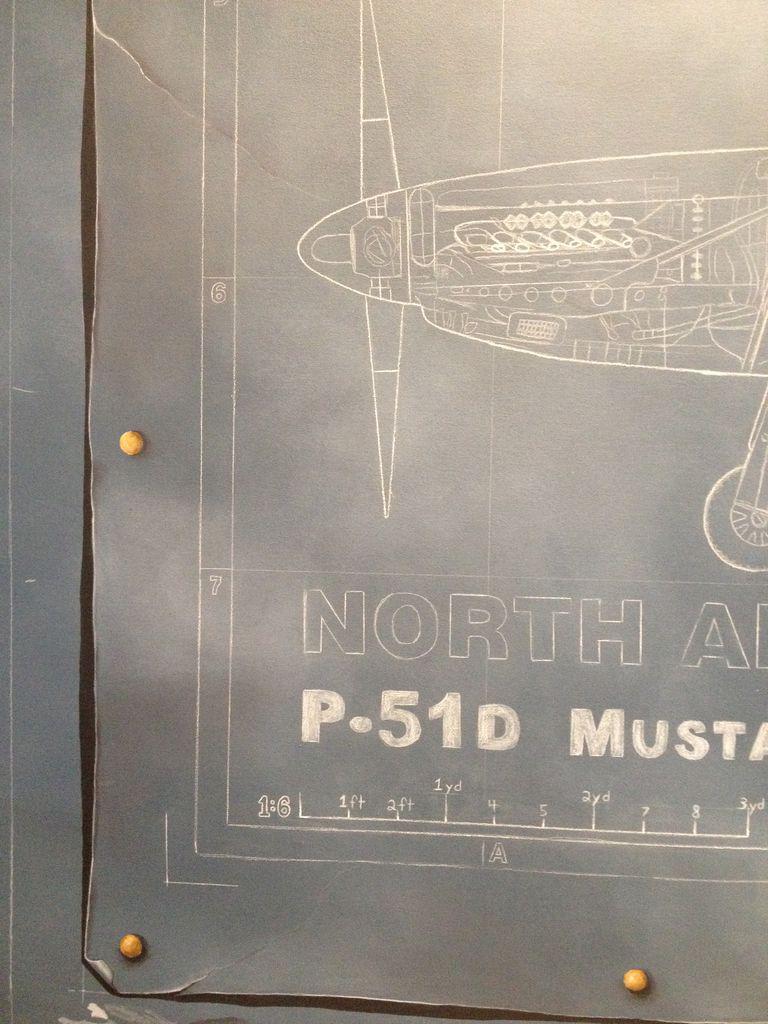 6
7
NORTH A
P-51D MUSTA
1:6 1ft 2ft 1yd 4 5 2yd 7 8 3yd
A